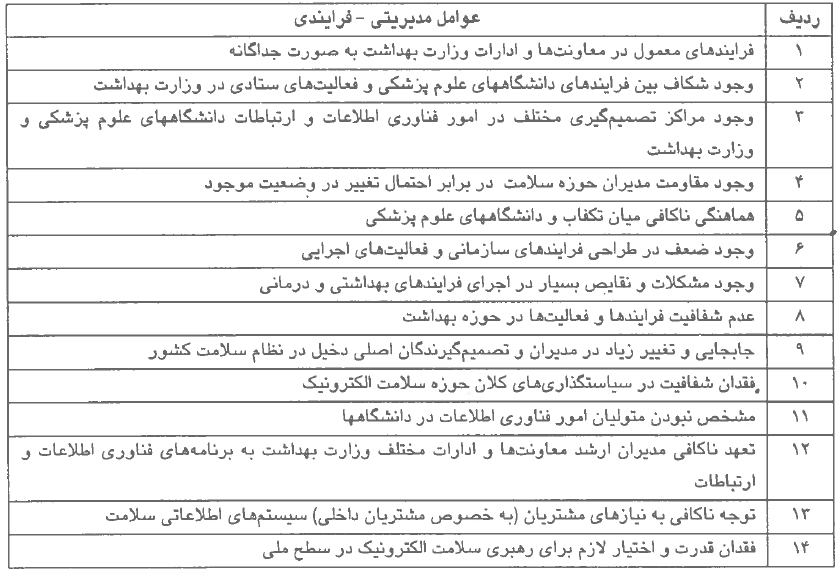 ردیف عوامل مدیریتی - فرایندی
۱ فرایندهای معمول در معاونت‌ها و ادارات وزارت بهداشت به صورت جداگانه
۲ وجود شکاف بین فرایندهای دانشگاههای علوم پزشکی و فعالیت‌های ستادی در وزارت بهداشت
۳ وجود مراکز تصمیم‌گیری مختلف در امور فناوری اطلاعات و ارتباطات دانشگاههای علوم پزشکی و
وزارت بهداشت
۴ وجود مقاومت مدیران حوزه سلامت در برابر احتمال تغییر در وضعیت موجود
۵ هماهنگی ناکافی میان تکفاب و دانشگاههای علوم پزشکی
۶ وجود ضعف در طراحی فرایندهای سازمانی و فعالیت‌های اجرایی
۷ وجود مشکلات و نقایص بسیار در اجرای فرایندهای بهداشتی و درمانی
۸ عدم شفافیت فرایندها و فعالیت‌ها در حوزه بهداشت
۹ جابجایی و تغییر زیاد در مدیران و تصمیم‌گیرندگان اصلی دخیل در نظام سلامت کشور
۱۰ فقدان شفافیت در سیاستگذاری‌های کلان حوزه سلامت الکترونیک
۱۱ مشخص نبودن متولیان امور فناوری اطلاعات در دانشگاهها
۱۲ تعهد ناکافی مدیران ارشد معاونت‌ها و ادارات مختلف وزارت بهداشت به برنامه‌های فناوری اطلاعات و
ارتباطات
۱۳ توجه ناکافی به نیازهای مشتریان (به خصوص مشتریان داخلی) سیستم‌های اطلاعاتی سلامت
۱۴ فقدان قدرت و اختیار لازم برای رهبری سلامت الکترونیک در سطح ملی